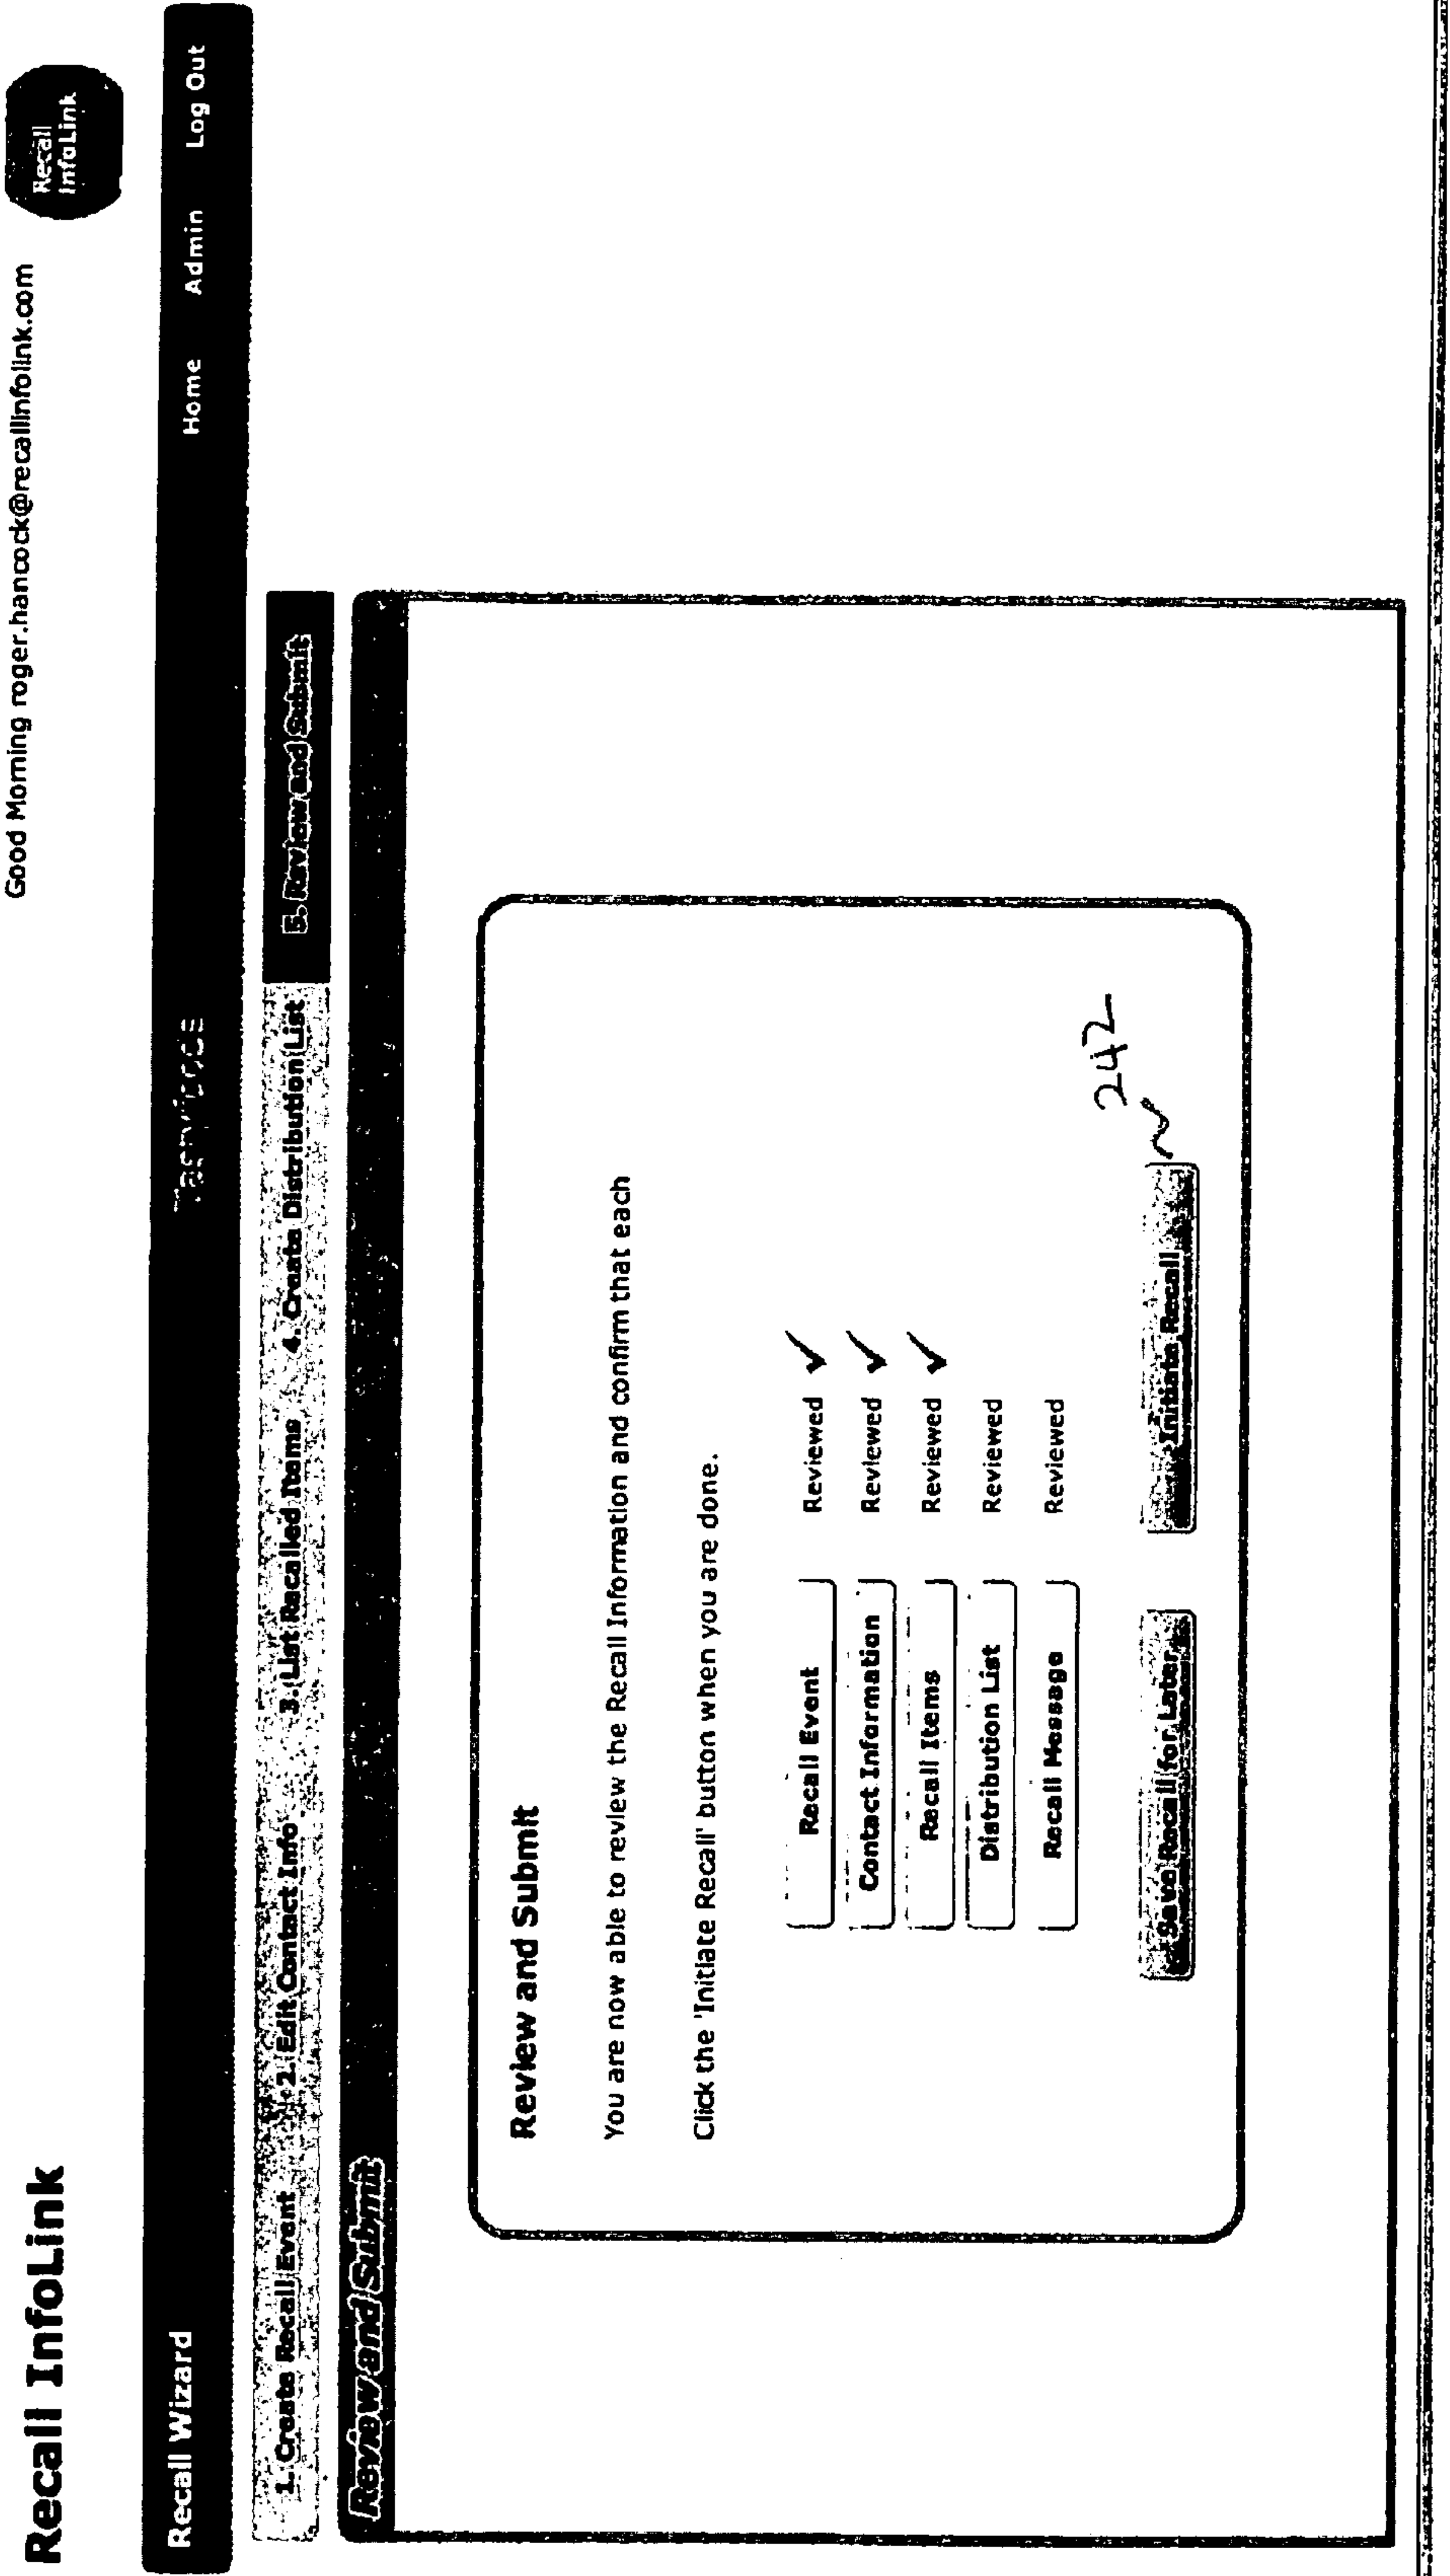 Recall InfoLink
Good Morning roger.hancock@recallinfolink.com
Recall
InfoLink
Recall Wizard
Home Admin Log Out
1. Create Recall Event 2. Edit Contact Info 3. List Recalled Items 4. Create Distribution List 5. Review and Submit
Review and Submit
Review and Submit
You are now able to review the Recall Information and confirm that each
Click the 'Initiate Recall' button when you are done.
Recall Event Reviewed ✓
Contact Information Reviewed ✓
Recall Items Reviewed ✓
Distribution List Reviewed
Recall Message Reviewed
242
Save Recall for Later Initiate Recall